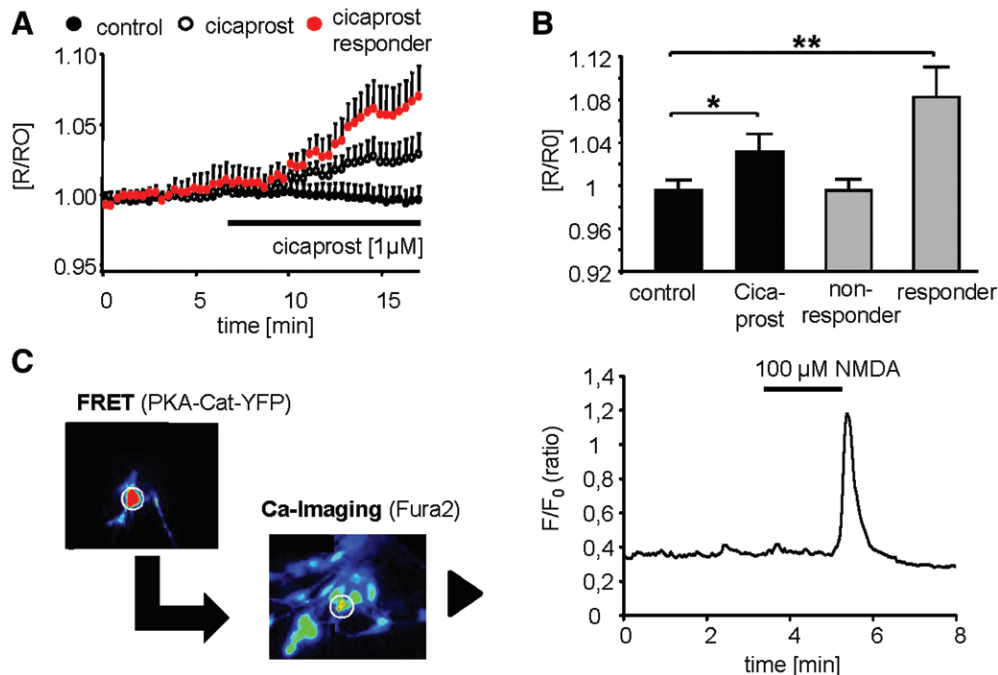 A
control
cicaprost
cicaprost
responder
1.10
1.05
1.00
0.95
[R/RO]
cicaprost [1µM]
0
5
10
15
time [min]
B
**
*
1.12
1.08
1.04
1
0.96
0.92
[R/R0]
control
Cica-
prost
non-
responder
responder
C
FRET (PKA-Cat-YFP)
Ca-Imaging (Fura2)
100 µM NMDA
1,4
1,2
1
0,8
0,6
0,4
0,2
0
F/F0 (ratio)
0
2
4
6
8
time [min]